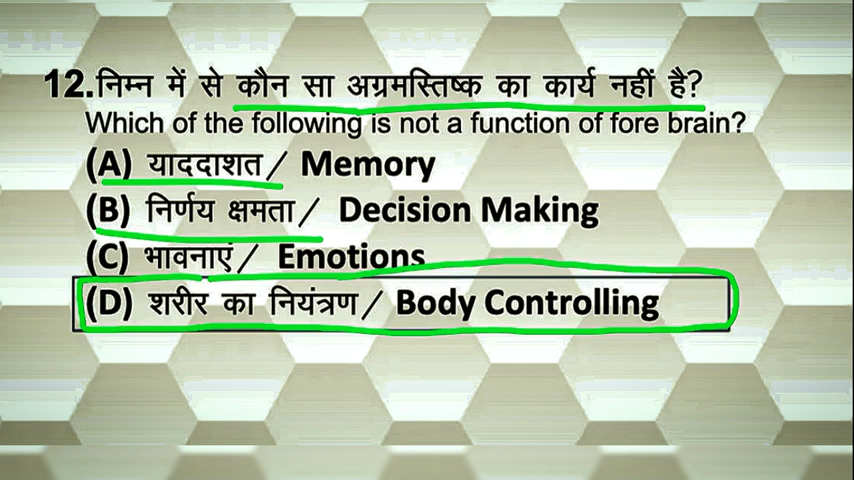 12.निम्न में से कौन सा अग्रमस्तिष्क का कार्य नहीं है?
Which of the following is not a function of fore brain?
(A) याददाशत/ Memory
(B) निर्णय क्षमता/ Decision Making
(C) भावनाएं/ Emotions
(D) शरीर का नियंत्रण/ Body Controlling